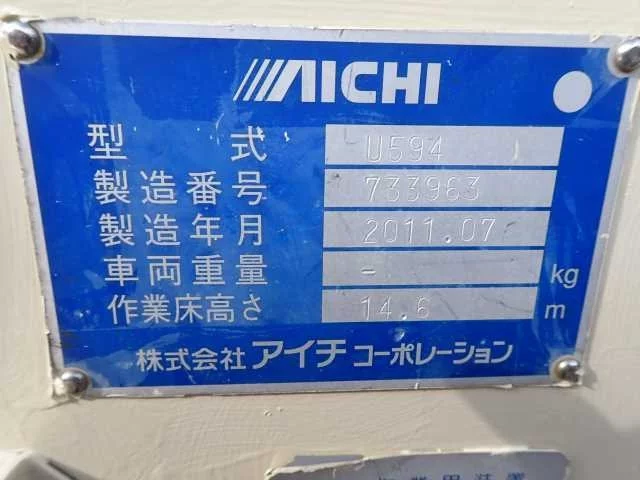 AICHI
型式 U594
製造番号 733963
製造年月 2011.07
車両重量 - kg
作業床高さ 14.6 m
株式会社 アイチ コーポレーション